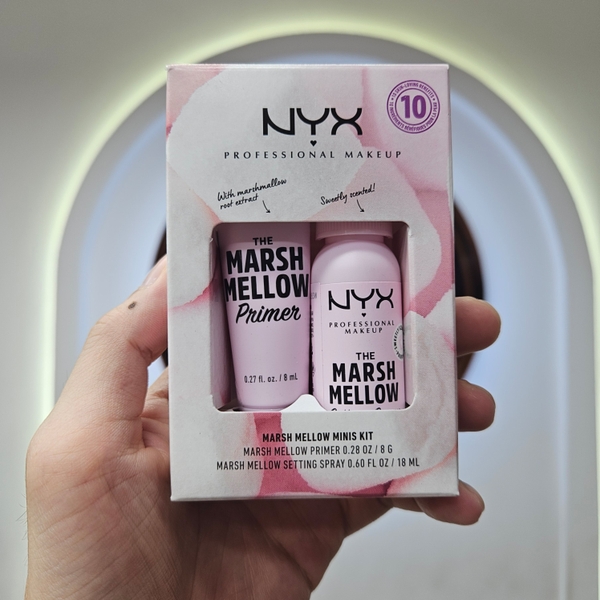 NYX
PROFESSIONAL MAKEUP
10
With marshmallow
root extract
Sweetly scented!
THE
MARSH
MELLOW
Primer
0.27 fl. oz. / 8 mL
NYX
PROFESSIONAL
MAKEUP
THE
MARSH
MELLOW
MARSH MELLOW MINIS KIT
MARSH MELLOW PRIMER 0.28 OZ / 8 G
MARSH MELLOW SETTING SPRAY 0.60 FL OZ / 18 ML